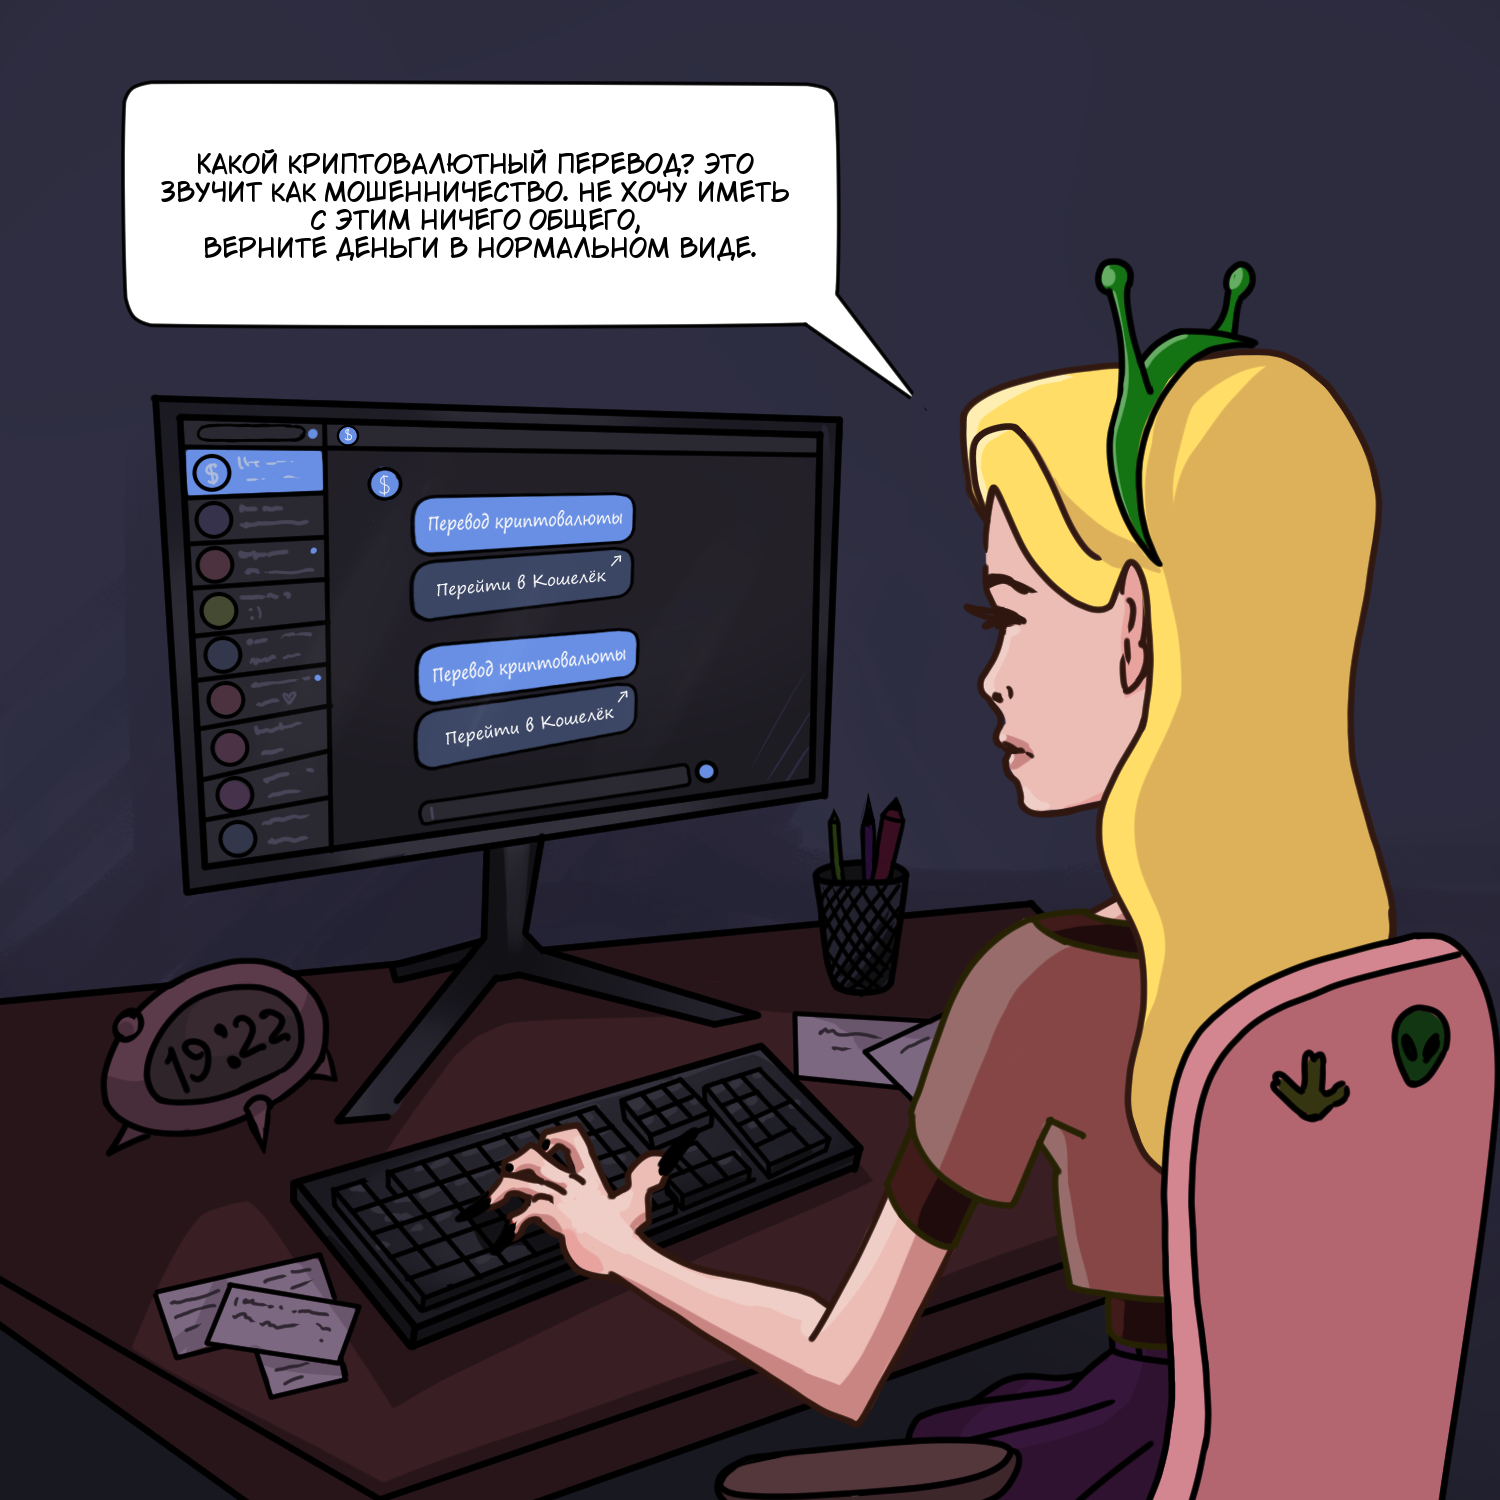 КАКОЙ КРИПТОВАЛЮТНЫЙ ПЕРЕВОД? ЭТО
ЗВУЧИТ КАК МОШЕННИЧЕСТВО. НЕ ХОЧУ ИМЕТЬ
С ЭТИМ НИЧЕГО ОБЩЕГО,
ВЕРНИТЕ ДЕНЬГИ В НОРМАЛЬНОМ ВИДЕ.
$
$
$
:)
Перевод криптовалюты
Перейти в Кошелёк
Перевод криптовалюты
Перейти в Кошелёк
19:22